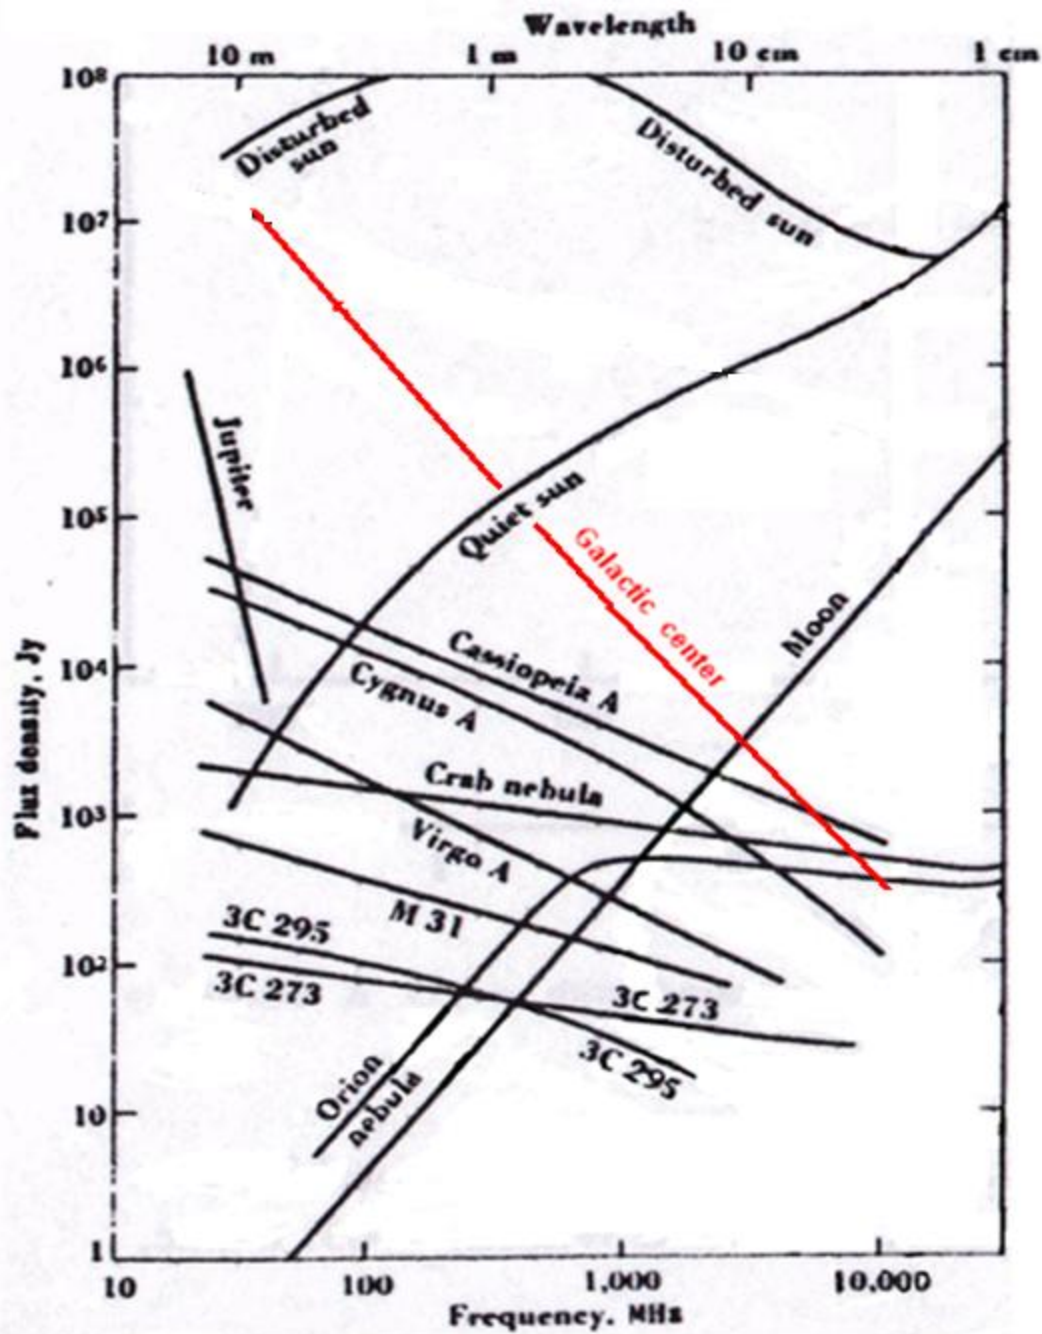 Wavelength
10 m 1 m 10 cm 1 cm
10⁸
Disturbed
sun
Disturbed sun
10⁷
10⁶
Jupiter
10⁵
Quiet sun
Galactic center
Moon
Flux density, Jy
10⁴
Cassiopeia A
Cygnus A
Crab nebula
10³
Virgo A
M 31
3C 295
10²
3C 273
3C 273
3C 295
Orion
nebula
10
1
10 100 1,000 10,000
Frequency, MHz